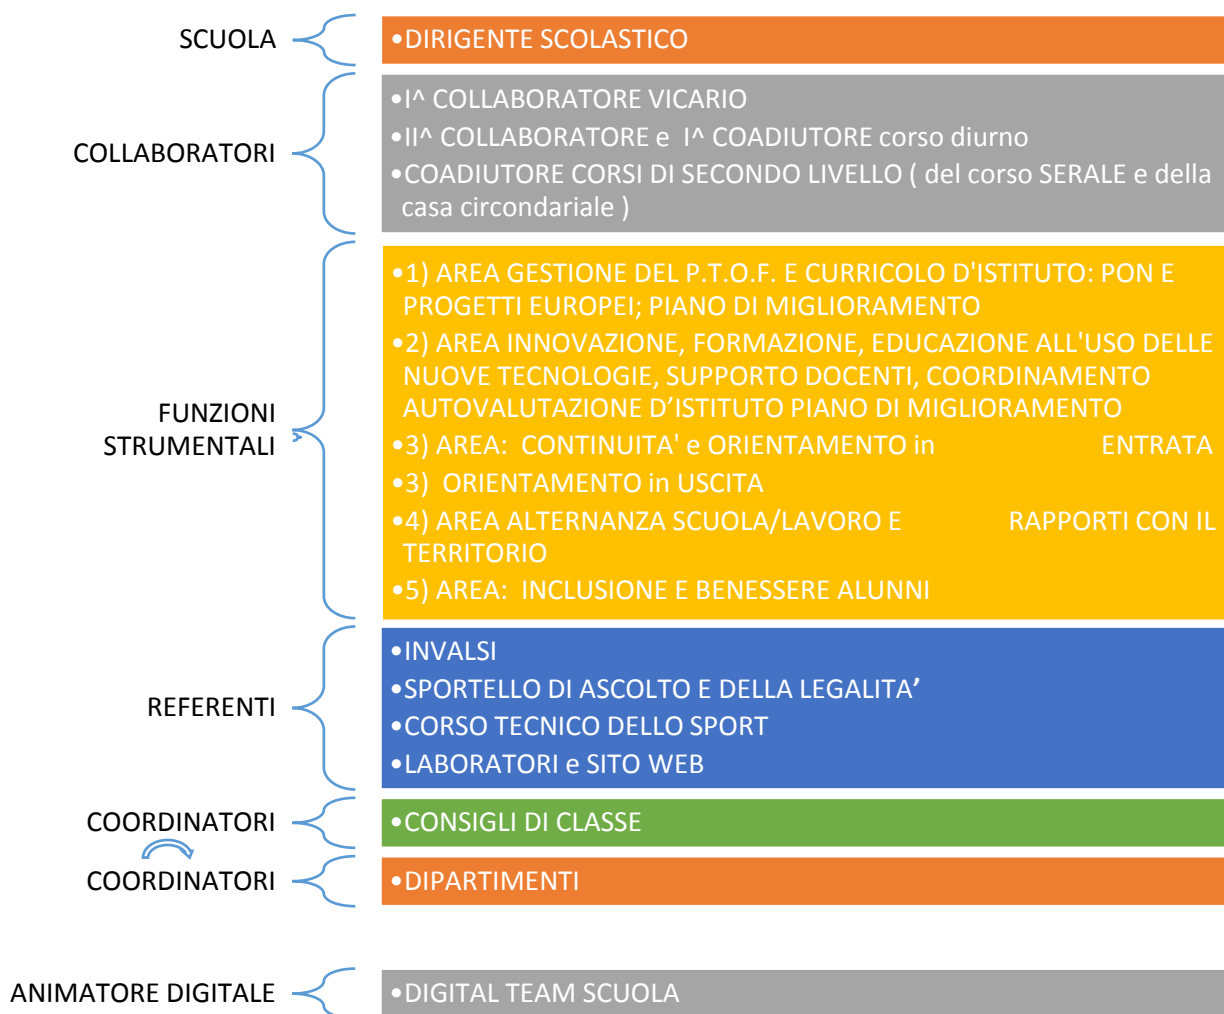 SCUOLA
•DIRIGENTE SCOLASTICO
COLLABORATORI
•I^ COLLABORATORE VICARIO
•II^ COLLABORATORE e I^ COADIUTORE corso diurno
•COADIUTORE CORSI DI SECONDO LIVELLO ( del corso SERALE e della
casa circondariale )
FUNZIONI
STRUMENTALI
•1) AREA GESTIONE DEL P.T.O.F. E CURRICOLO D'ISTITUTO: PON E
PROGETTI EUROPEI; PIANO DI MIGLIORAMENTO
•2) AREA INNOVAZIONE, FORMAZIONE, EDUCAZIONE ALL'USO DELLE
NUOVE TECNOLOGIE, SUPPORTO DOCENTI, COORDINAMENTO
AUTOVALUTAZIONE D’ISTITUTO PIANO DI MIGLIORAMENTO
•3) AREA: CONTINUITA' e ORIENTAMENTO in ENTRATA
•3) ORIENTAMENTO in USCITA
•4) AREA ALTERNANZA SCUOLA/LAVORO E RAPPORTI CON IL
TERRITORIO
•5) AREA: INCLUSIONE E BENESSERE ALUNNI
REFERENTI
•INVALSI
•SPORTELLO DI ASCOLTO E DELLA LEGALITA’
•CORSO TECNICO DELLO SPORT
•LABORATORI e SITO WEB
COORDINATORI
•CONSIGLI DI CLASSE
COORDINATORI
•DIPARTIMENTI
ANIMATORE DIGITALE
•DIGITAL TEAM SCUOLA